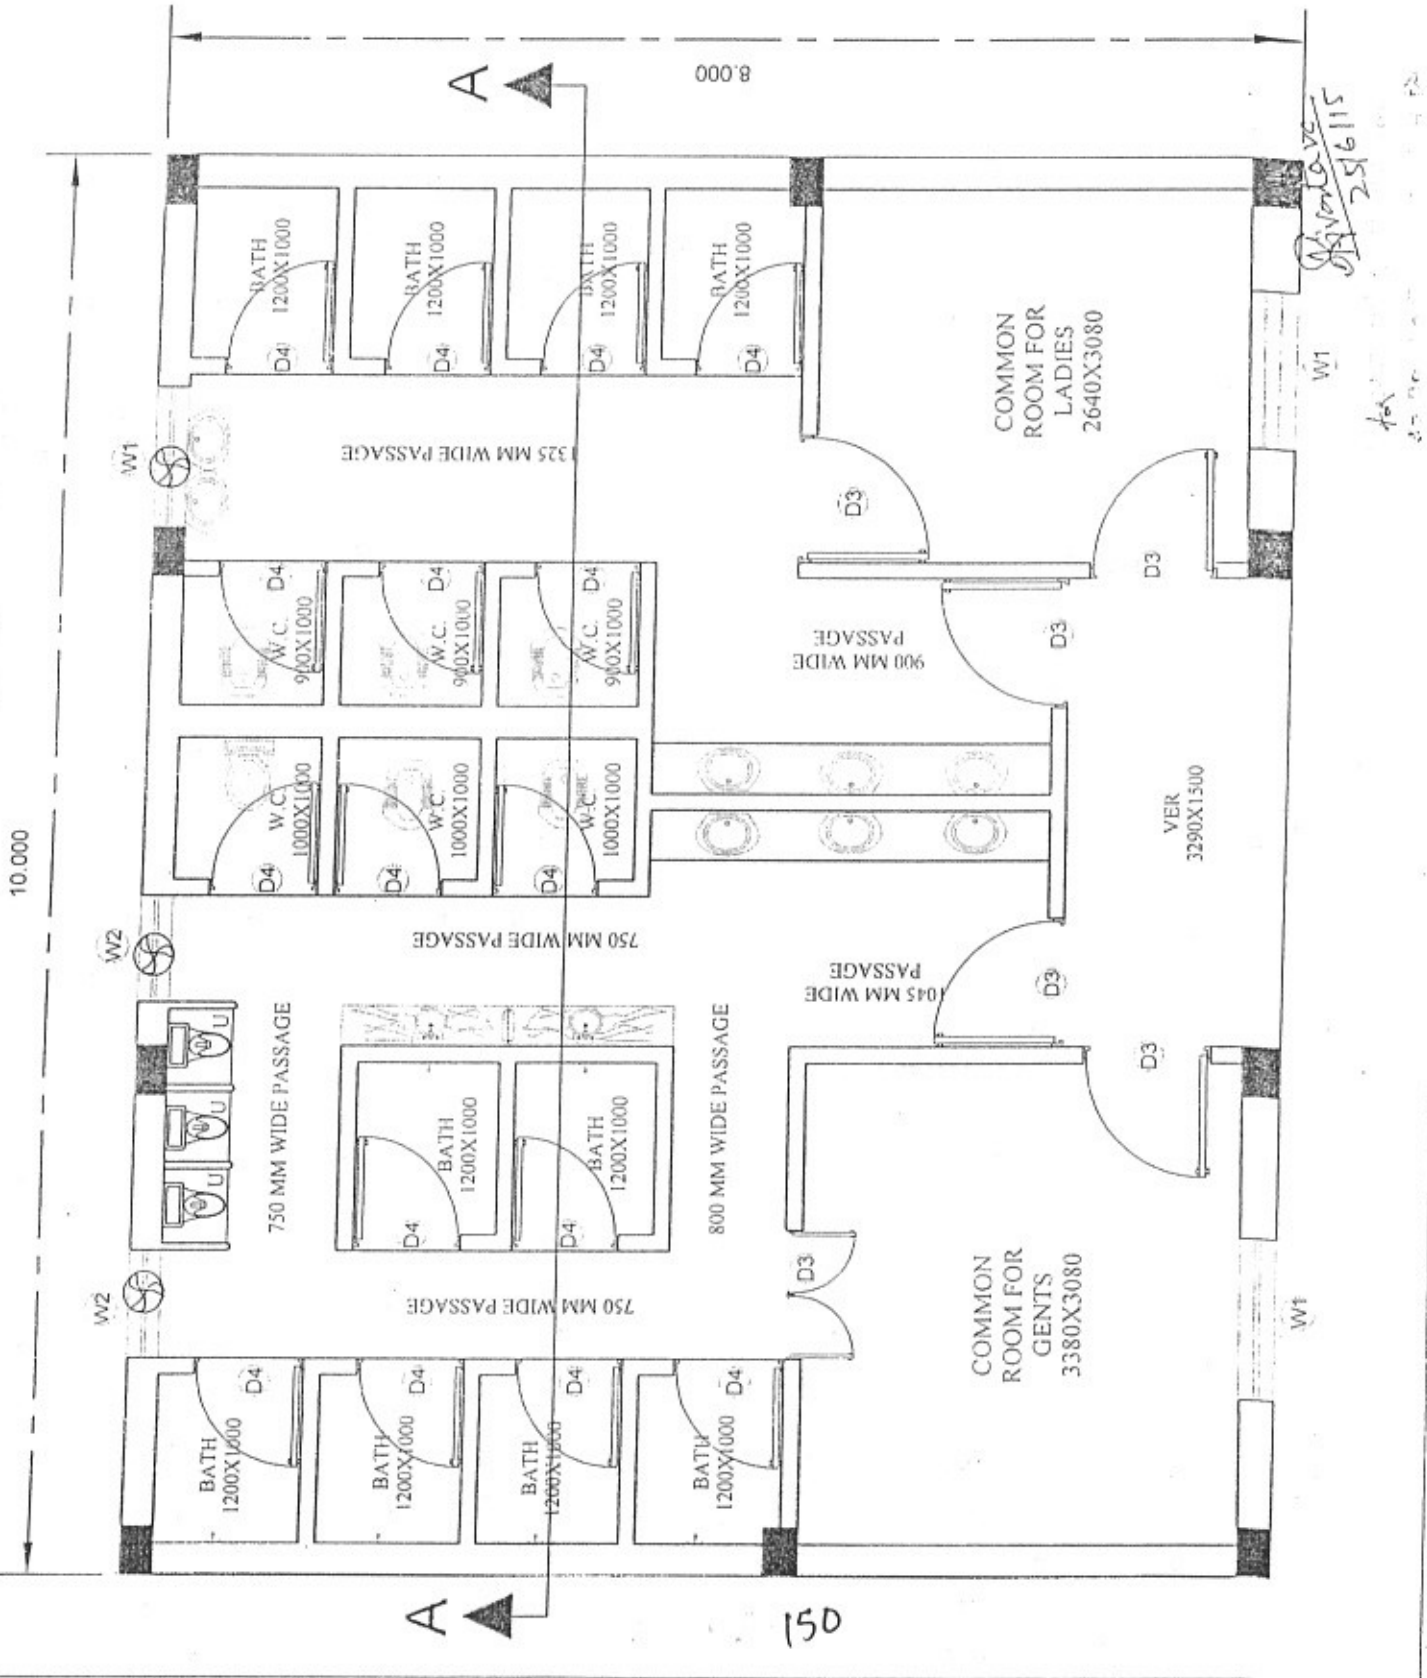 10.000
8.000
A
A
W2
W2
W1
BATH
1200X1000
D4
BATH
1200X1000
D4
BATH
1200X1000
D4
BATH
1200X1000
D4
750 MM WIDE PASSAGE
U
U
U
750 MM WIDE PASSAGE
BATH
1200X1000
D4
BATH
1200X1000
D4
800 MM WIDE PASSAGE
750 MM WIDE PASSAGE
W.C.
1000X1000
D4
W.C.
1000X1000
D4
W.C.
1000X1000
D4
W.C.
900X1000
D4
W.C.
900X1000
D4
W.C.
900X1000
D4
1325 MM WIDE PASSAGE
BATH
1200X1000
D4
BATH
1200X1000
D4
BATH
1200X1000
D4
BATH
1200X1000
D4
D3
1045 MM WIDE
PASSAGE
900 MM WIDE
PASSAGE
D3
D3
D3
COMMON
ROOM FOR
GENTS
3380X3080
D3
VER
3290X1500
D3
COMMON
ROOM FOR
LADIES
2640X3080
W1
W1
150
25/6/15
for